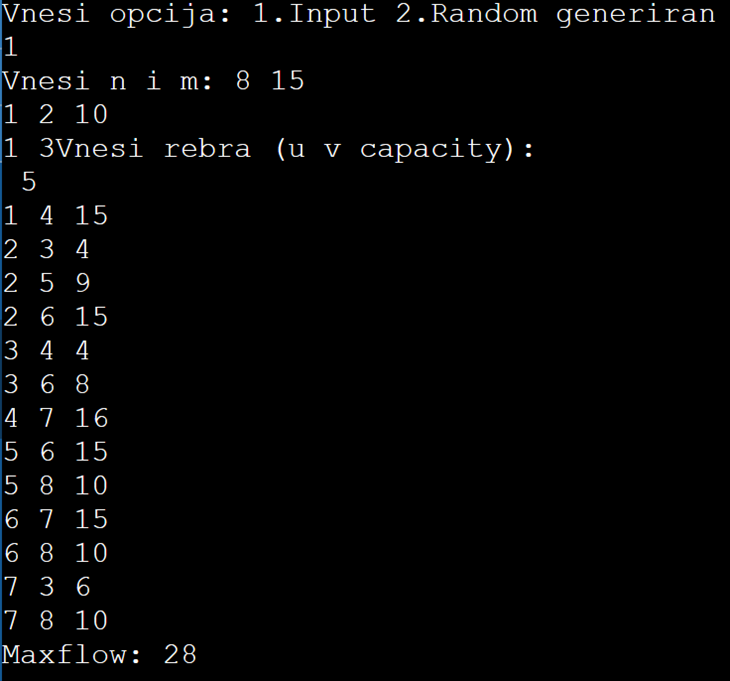 Vnesi opcija: 1.Input 2.Random generiran
1
Vnesi n i m: 8 15
1 2 10
1 3Vnesi rebra (u v capacity):
 5
1 4 15
2 3 4
2 5 9
2 6 15
3 4 4
3 6 8
4 7 16
5 6 15
5 8 10
6 7 15
6 8 10
7 3 6
7 8 10
Maxflow: 28